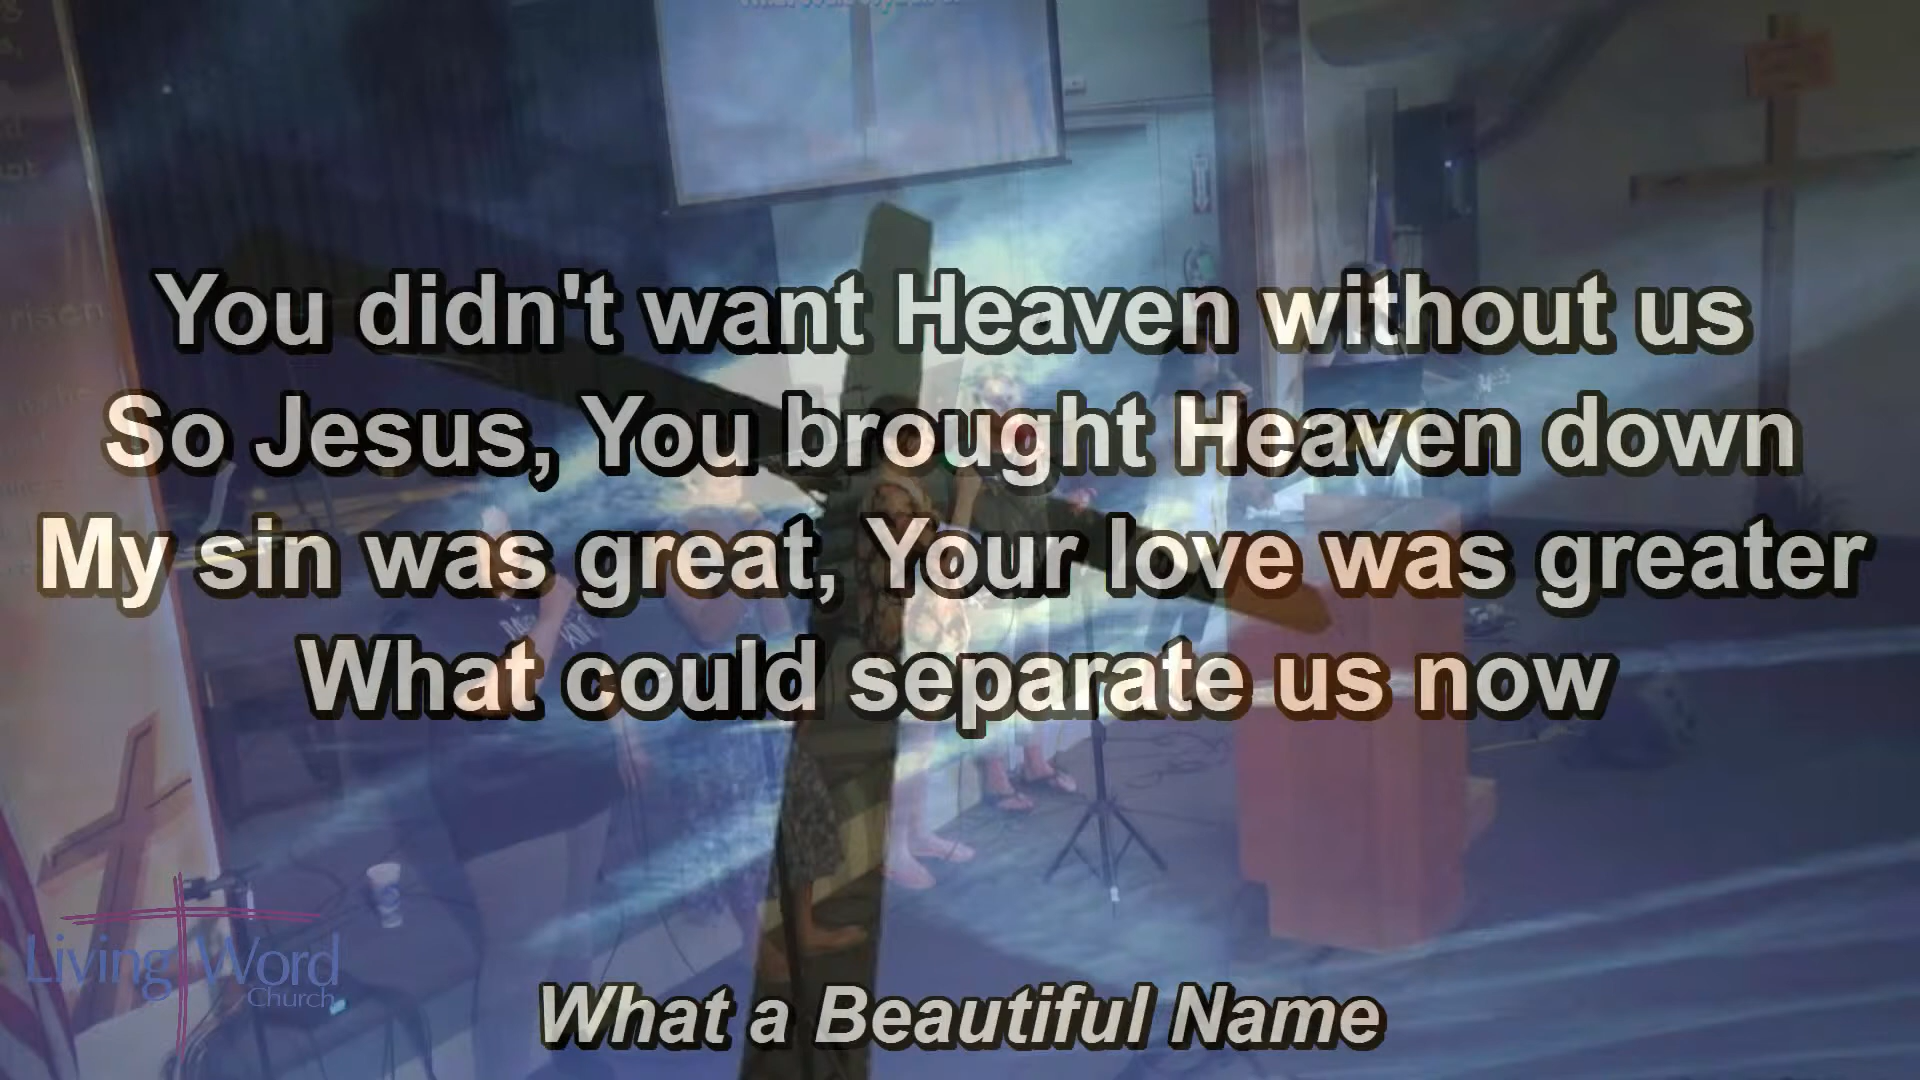 You didn't want Heaven without us
So Jesus, You brought Heaven down
My sin was great, Your love was greater
What could separate us now
Living Word
Church
What a Beautiful Name
risen